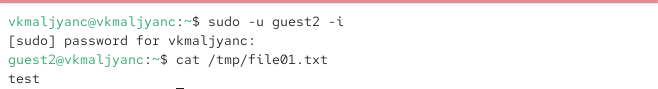 vkmaljyanc@vkmaljyanc:~$ sudo -u guest2 -i
[sudo] password for vkmaljyanc:
guest2@vkmaljyanc:~$ cat /tmp/file01.txt
test